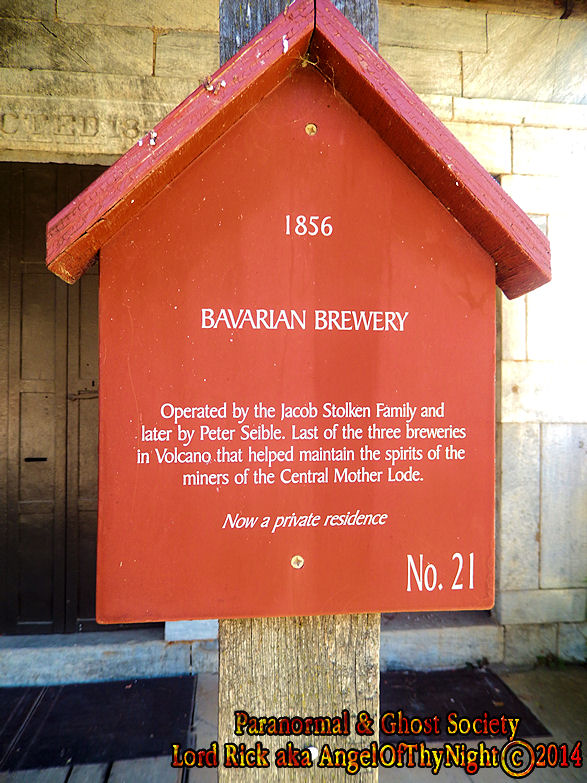 CTED 18
1856
BAVARIAN BREWERY
Operated by the Jacob Stolken Family and
later by Peter Seible. Last of the three breweries
in Volcano that helped maintain the spirits of the
miners of the Central Mother Lode.
Now a private residence
No. 21
Paranormal & Ghost Society
Lord Rick aka AngelOfThyNight © 2014